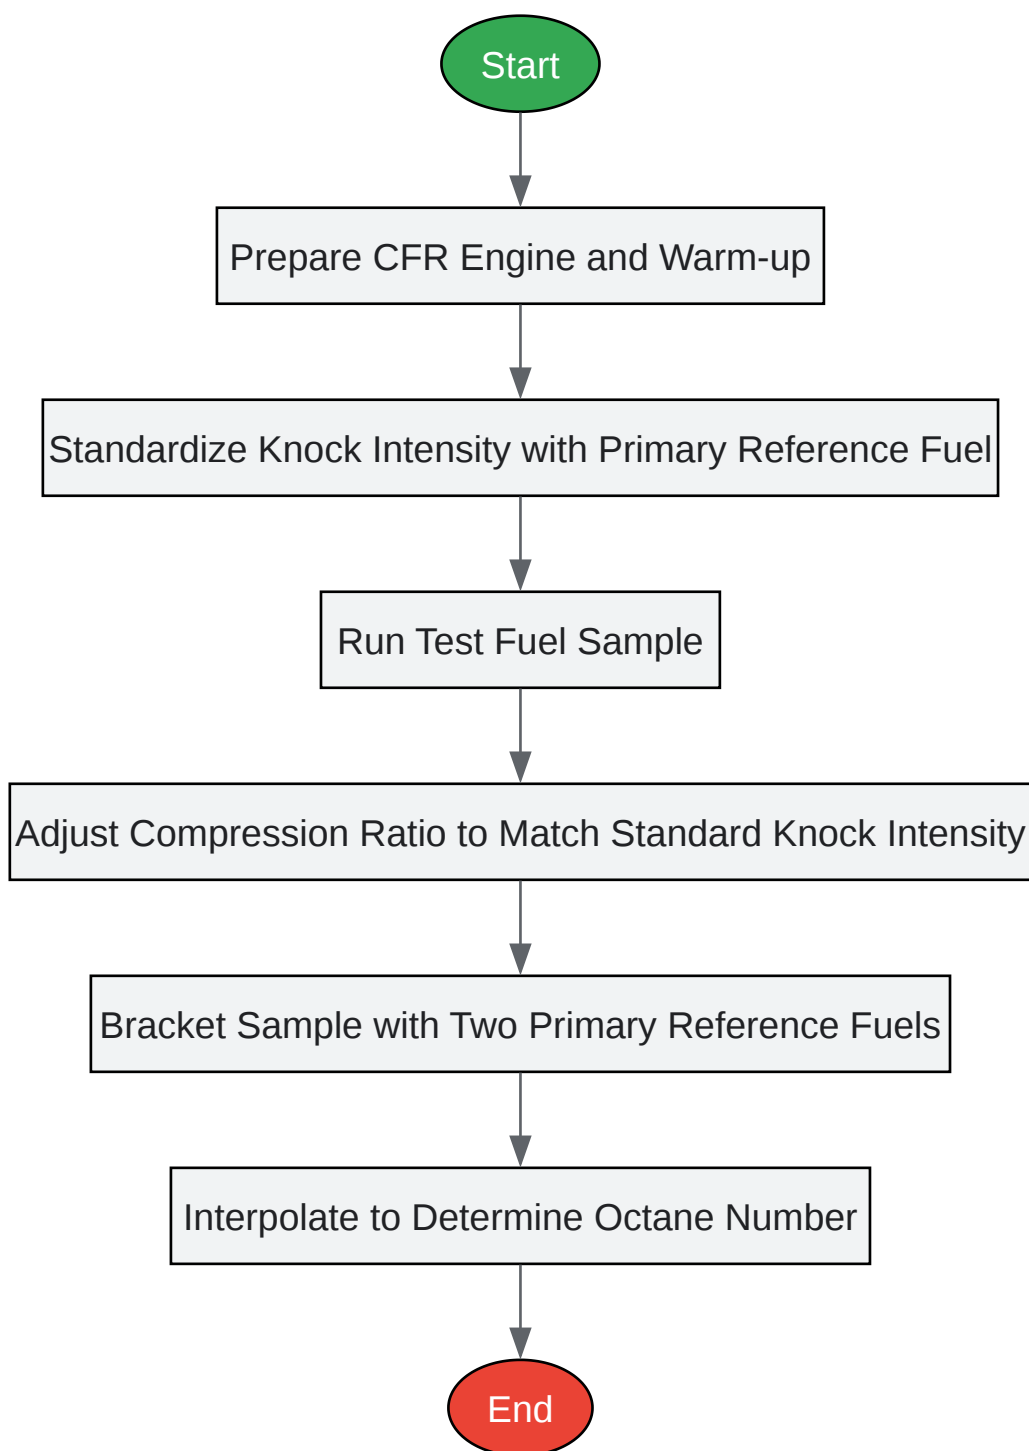 Start
Prepare CFR Engine and Warm-up
Standardize Knock Intensity with Primary Reference Fuel
Run Test Fuel Sample
Adjust Compression Ratio to Match Standard Knock Intensity
Bracket Sample with Two Primary Reference Fuels
Interpolate to Determine Octane Number
End